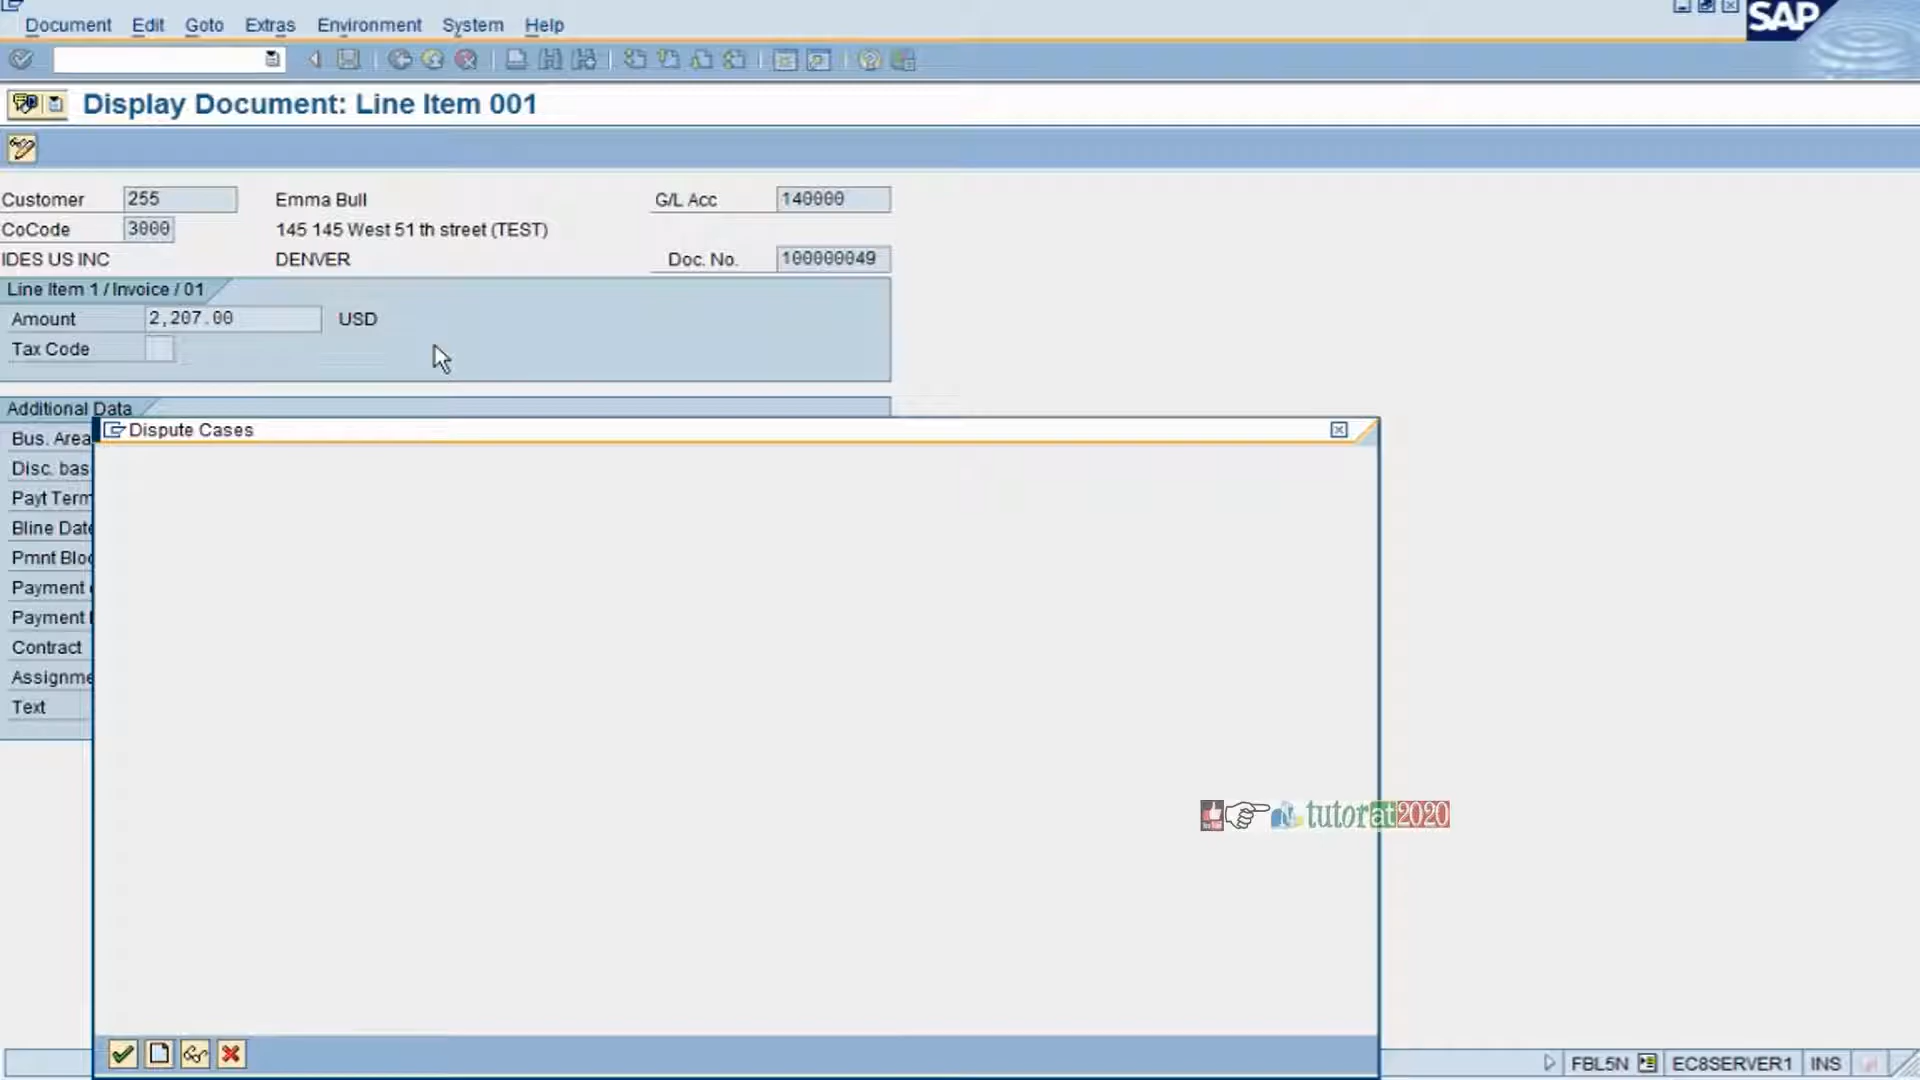 Document Edit Goto Extras Environment System Help
SAP
Display Document: Line Item 001
Customer 255 Emma Bull G/L Acc 140000
CoCode 3000 145 145 West 51 th street (TEST)
IDES US INC DENVER Doc. No. 100000049
Line Item 1 / Invoice / 01
Amount 2,207.00 USD
Tax Code
Additional Data
Dispute Cases
Bus. Area
Disc. bas
Payt Term
Bline Date
Pmnt Bloc
Payment
Payment
Contract
Assignme
Text
tutorat2020
FBL5N EC8SERVER1 INS